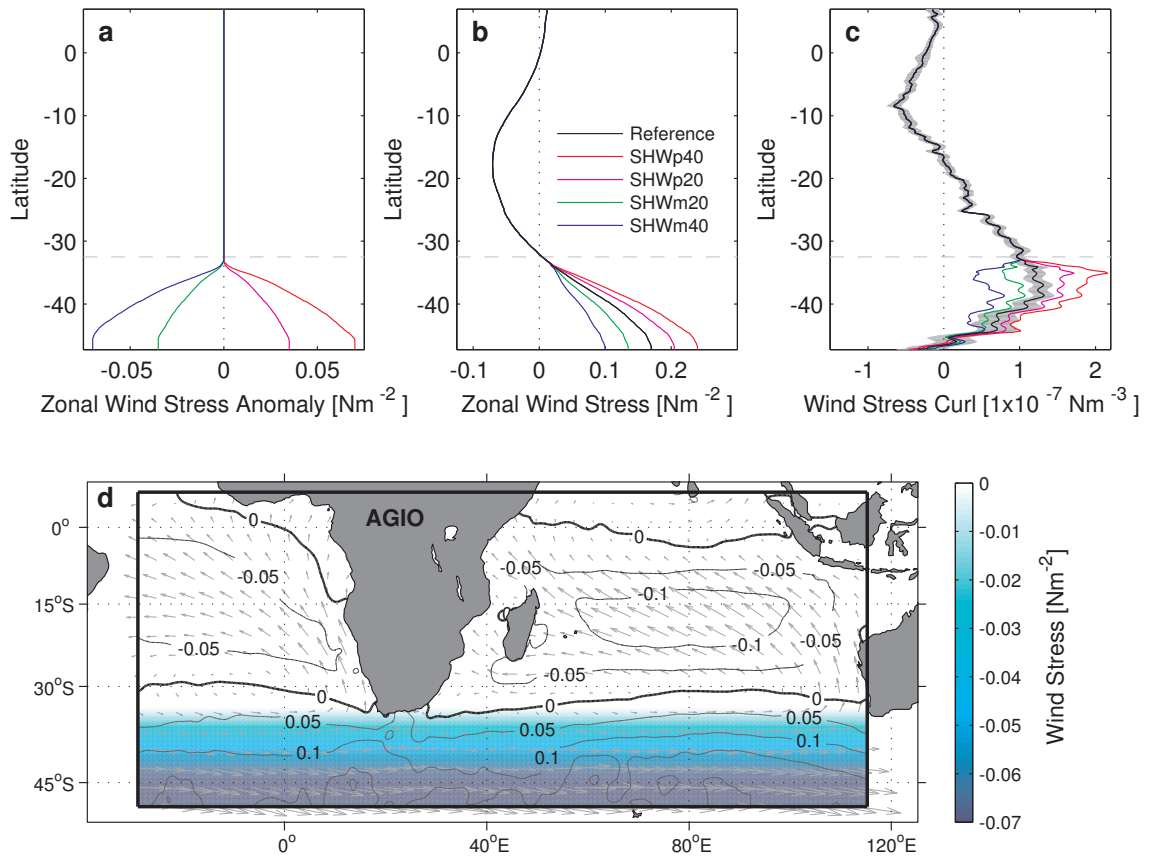 a
0
-10
-20
-30
-40
Latitude
-0.05
0
0.05
Zonal Wind Stress Anomaly [Nm -2 ]
b
0
-10
-20
-30
-40
Latitude
Reference
SHWp40
SHWp20
SHWm20
SHWm40
-0.1
0
0.1
0.2
Zonal Wind Stress [Nm -2 ]
c
0
-10
-20
-30
-40
Latitude
-1
0
1
2
Wind Stress Curl [1x10 -7 Nm -3 ]
d
AGIO
0
0
-0.05
-0.05
-0.05
-0.1
-0.1
-0.05
-0.05
-0.05
0
0
0
0.05
0.05
0.05
0.1
0.1
0.1
0°
15°S
30°S
45°S
0°
40°E
80°E
120°E
0
-0.01
-0.02
-0.03
-0.04
-0.05
-0.06
-0.07
Wind Stress [Nm-2]